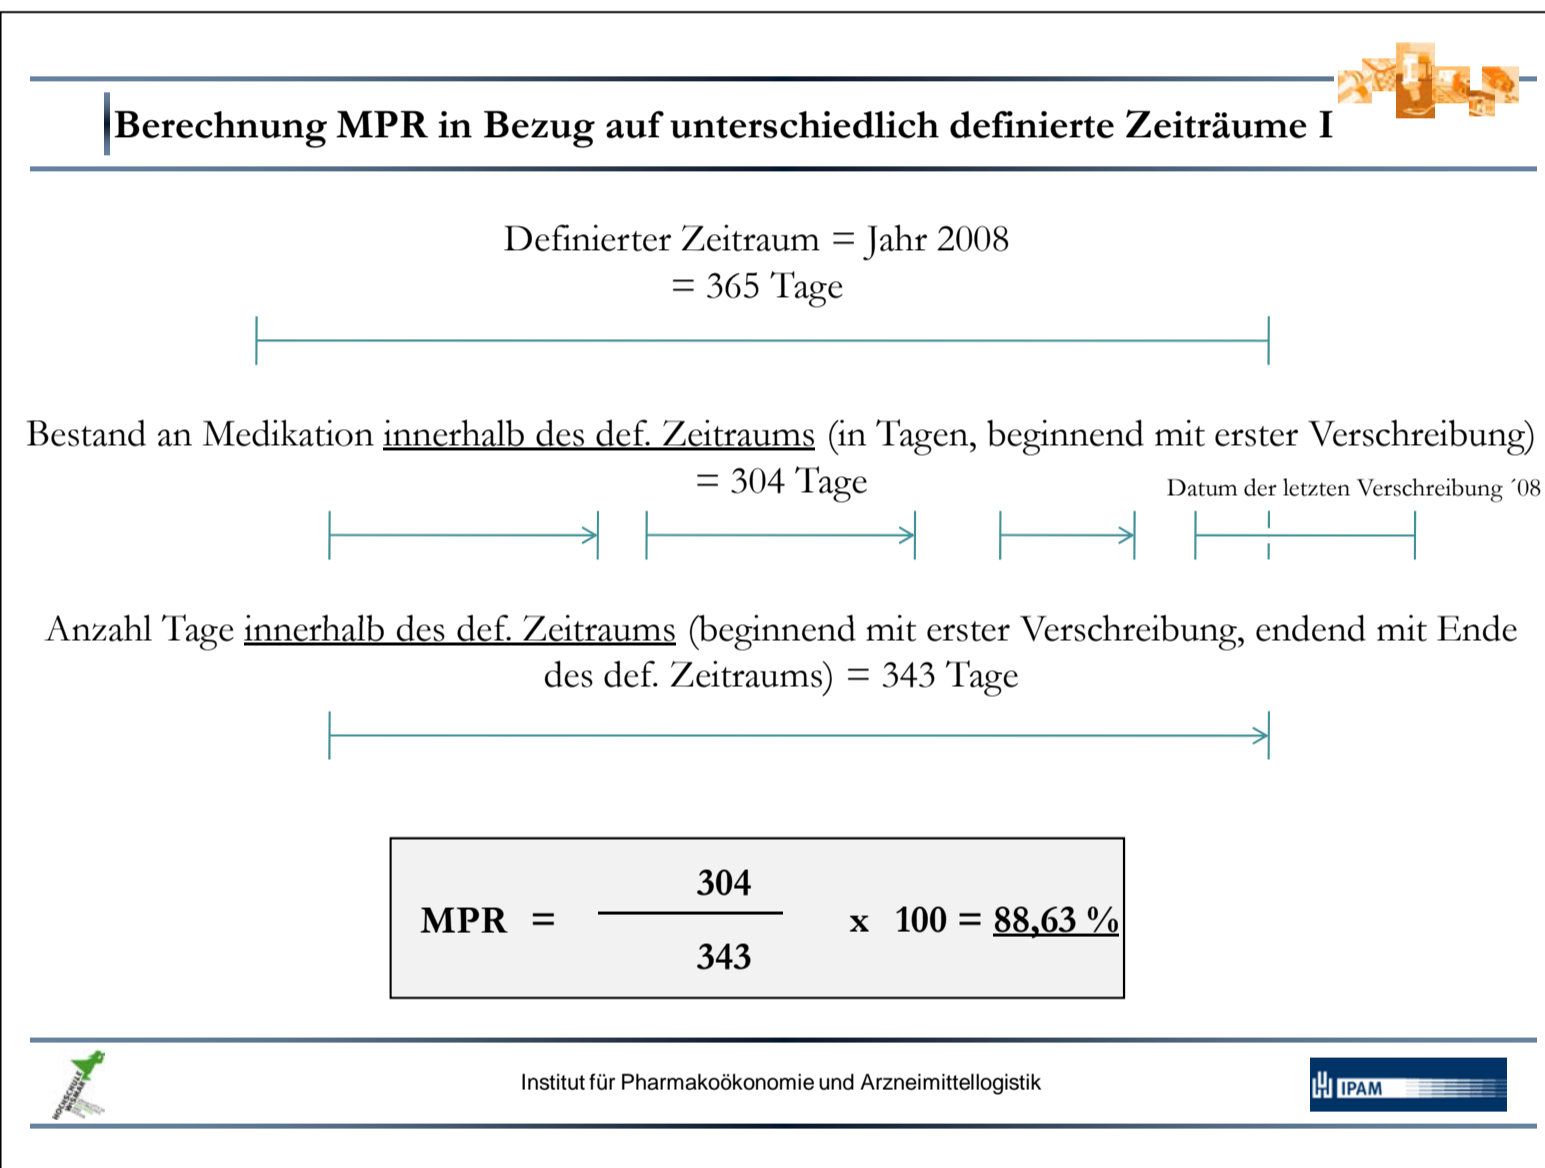 Berechnung MPR in Bezug auf unterschiedlich definierte Zeiträume I
Definierter Zeitraum = Jahr 2008
= 365 Tage
Bestand an Medikation innerhalb des def. Zeitraums (in Tagen, beginnend mit erster Verschreibung)
= 304 Tage
Datum der letzten Verschreibung ´08
Anzahl Tage innerhalb des def. Zeitraums (beginnend mit erster Verschreibung, endend mit Ende
des def. Zeitraums) = 343 Tage
304
MPR = x 100 = 88,63 %
343
HOCHSCHULE
WISMAR
Institut für Pharmakoökonomie und Arzneimittellogistik
IPAM